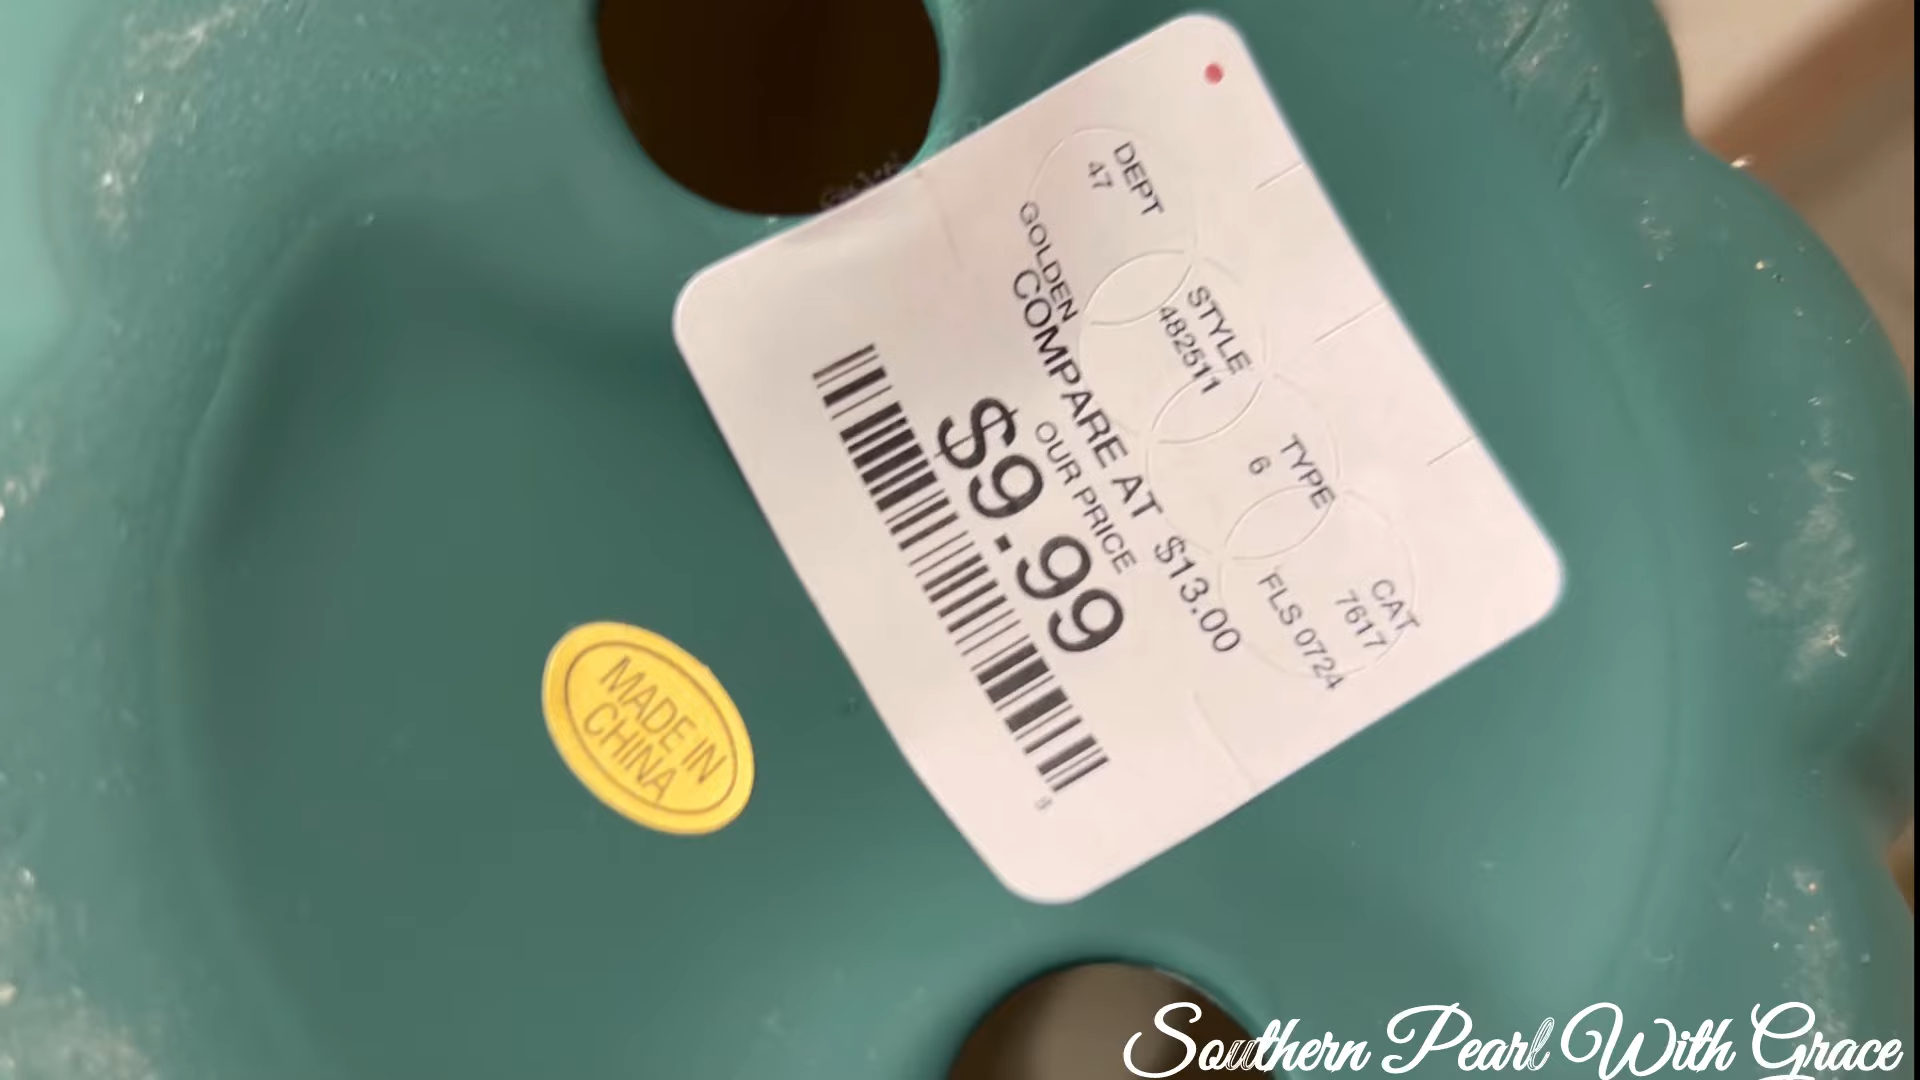 DEPT
47
STYLE
482511
TYPE
6
CAT
7617
FLS 0724
GOLDEN
COMPARE AT $13.00
OUR PRICE
$9.99
9
MADE IN
CHINA
Southern Pearl With Grace